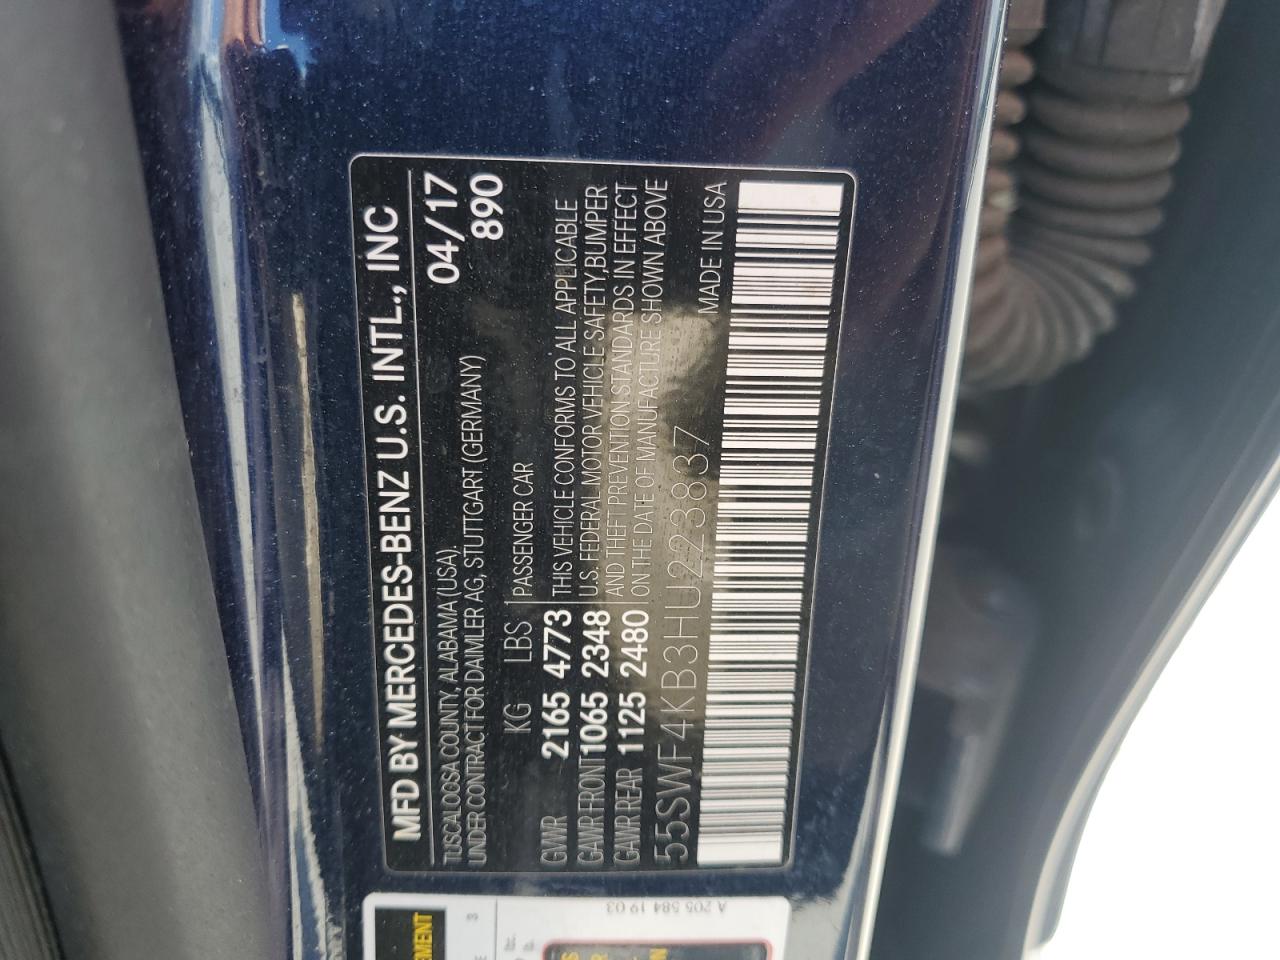 MFD BY MERCEDES-BENZ U.S. INTL., INC
TUSCALOOSA COUNTY, ALABAMA (USA) 04/17
UNDER CONTRACT FOR DAIMLER AG, STUTTGART (GERMANY) 890
KG LBS PASSENGER CAR
GVWR 2165 4773 THIS VEHICLE CONFORMS TO ALL APPLICABLE
GAWR FRONT 1065 2348 U.S. FEDERAL MOTOR VEHICLE SAFETY,BUMPER
GAWR REAR 1125 2480 AND THEFT PREVENTION STANDARDS IN EFFECT
ON THE DATE OF MANUFACTURE SHOWN ABOVE
55SWF4KB3HU223837 MADE IN USA
A 205 584 19 03